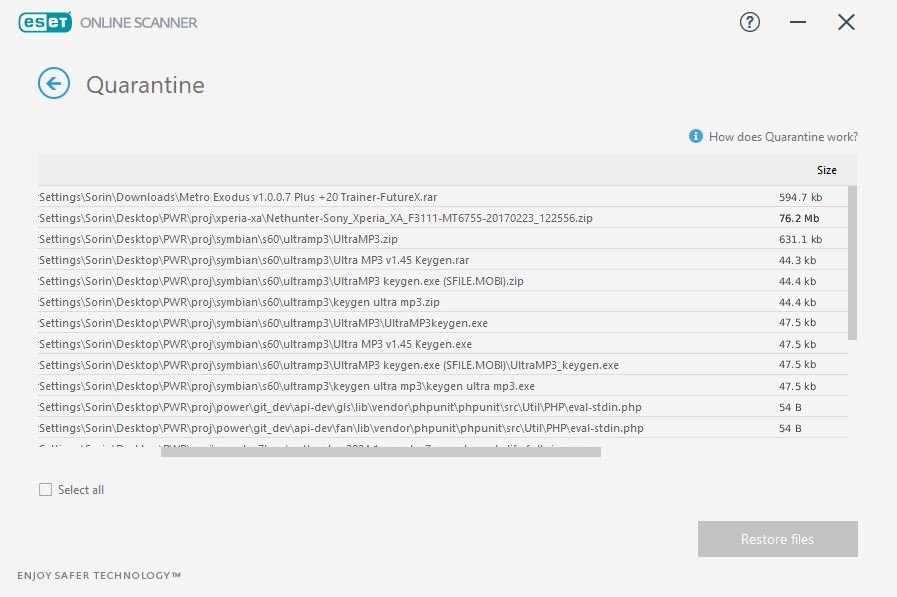 eseT ONLINE SCANNER
Quarantine
How does Quarantine work?
Size
Settings\Sorin\Downloads\Metro Exodus v1.0.0.7 Plus +20 Trainer-FutureX.rar 594.7 kb
Settings\Sorin\Desktop\PWR\proj\xperia-xa\Nethunter-Sony_Xperia_XA_F3111-MT6755-20170223_122556.zip 76.2 Mb
Settings\Sorin\Desktop\PWR\proj\symbian\s60\ultramp3\UltraMP3.zip 631.1 kb
Settings\Sorin\Desktop\PWR\proj\symbian\s60\ultramp3\Ultra MP3 v1.45 Keygen.rar 44.3 kb
Settings\Sorin\Desktop\PWR\proj\symbian\s60\ultramp3\UltraMP3 keygen.exe (SFILE.MOBI).zip 44.4 kb
Settings\Sorin\Desktop\PWR\proj\symbian\s60\ultramp3\keygen ultra mp3.zip 44.4 kb
Settings\Sorin\Desktop\PWR\proj\symbian\s60\ultramp3\UltraMP3\UltraMP3keygen.exe 47.5 kb
Settings\Sorin\Desktop\PWR\proj\symbian\s60\ultramp3\Ultra MP3 v1.45 Keygen.exe 47.5 kb
Settings\Sorin\Desktop\PWR\proj\symbian\s60\ultramp3\UltraMP3 keygen.exe (SFILE.MOBI)\UltraMP3_keygen.exe 47.5 kb
Settings\Sorin\Desktop\PWR\proj\symbian\s60\ultramp3\keygen ultra mp3\keygen ultra mp3.exe 47.5 kb
Settings\Sorin\Desktop\PWR\proj\power\git_dev\api-dev\gls\lib\vendor\phpunit\phpunit\src\Util\PHP\eval-stdin.php 54 B
Settings\Sorin\Desktop\PWR\proj\power\git_dev\api-dev\fan\lib\vendor\phpunit\phpunit\src\Util\PHP\eval-stdin.php 54 B
Select all
Restore files
ENJOY SAFER TECHNOLOGY™